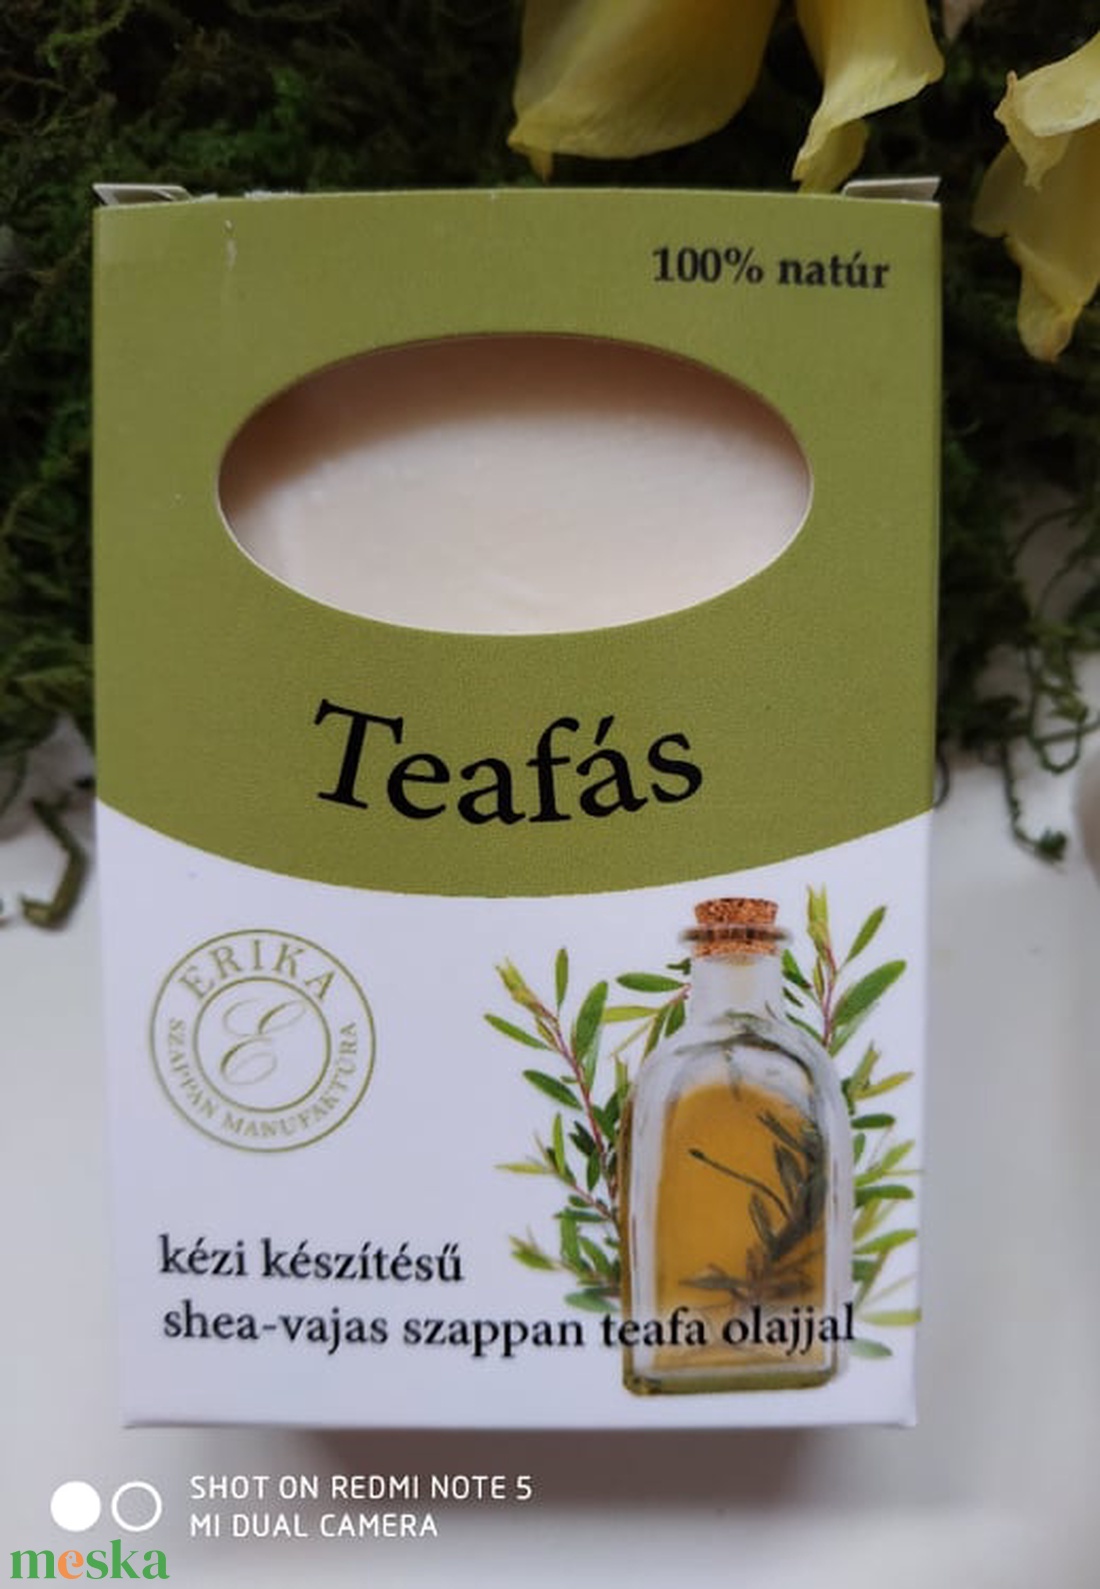 100% natúr
Teafás
ERIKA
E
SZAPPAN MANUFAKTÚRA
kézi készítésű
shea-vajas szappan teafa olajjal
SHOT ON REDMI NOTE 5
MI DUAL CAMERA
meska